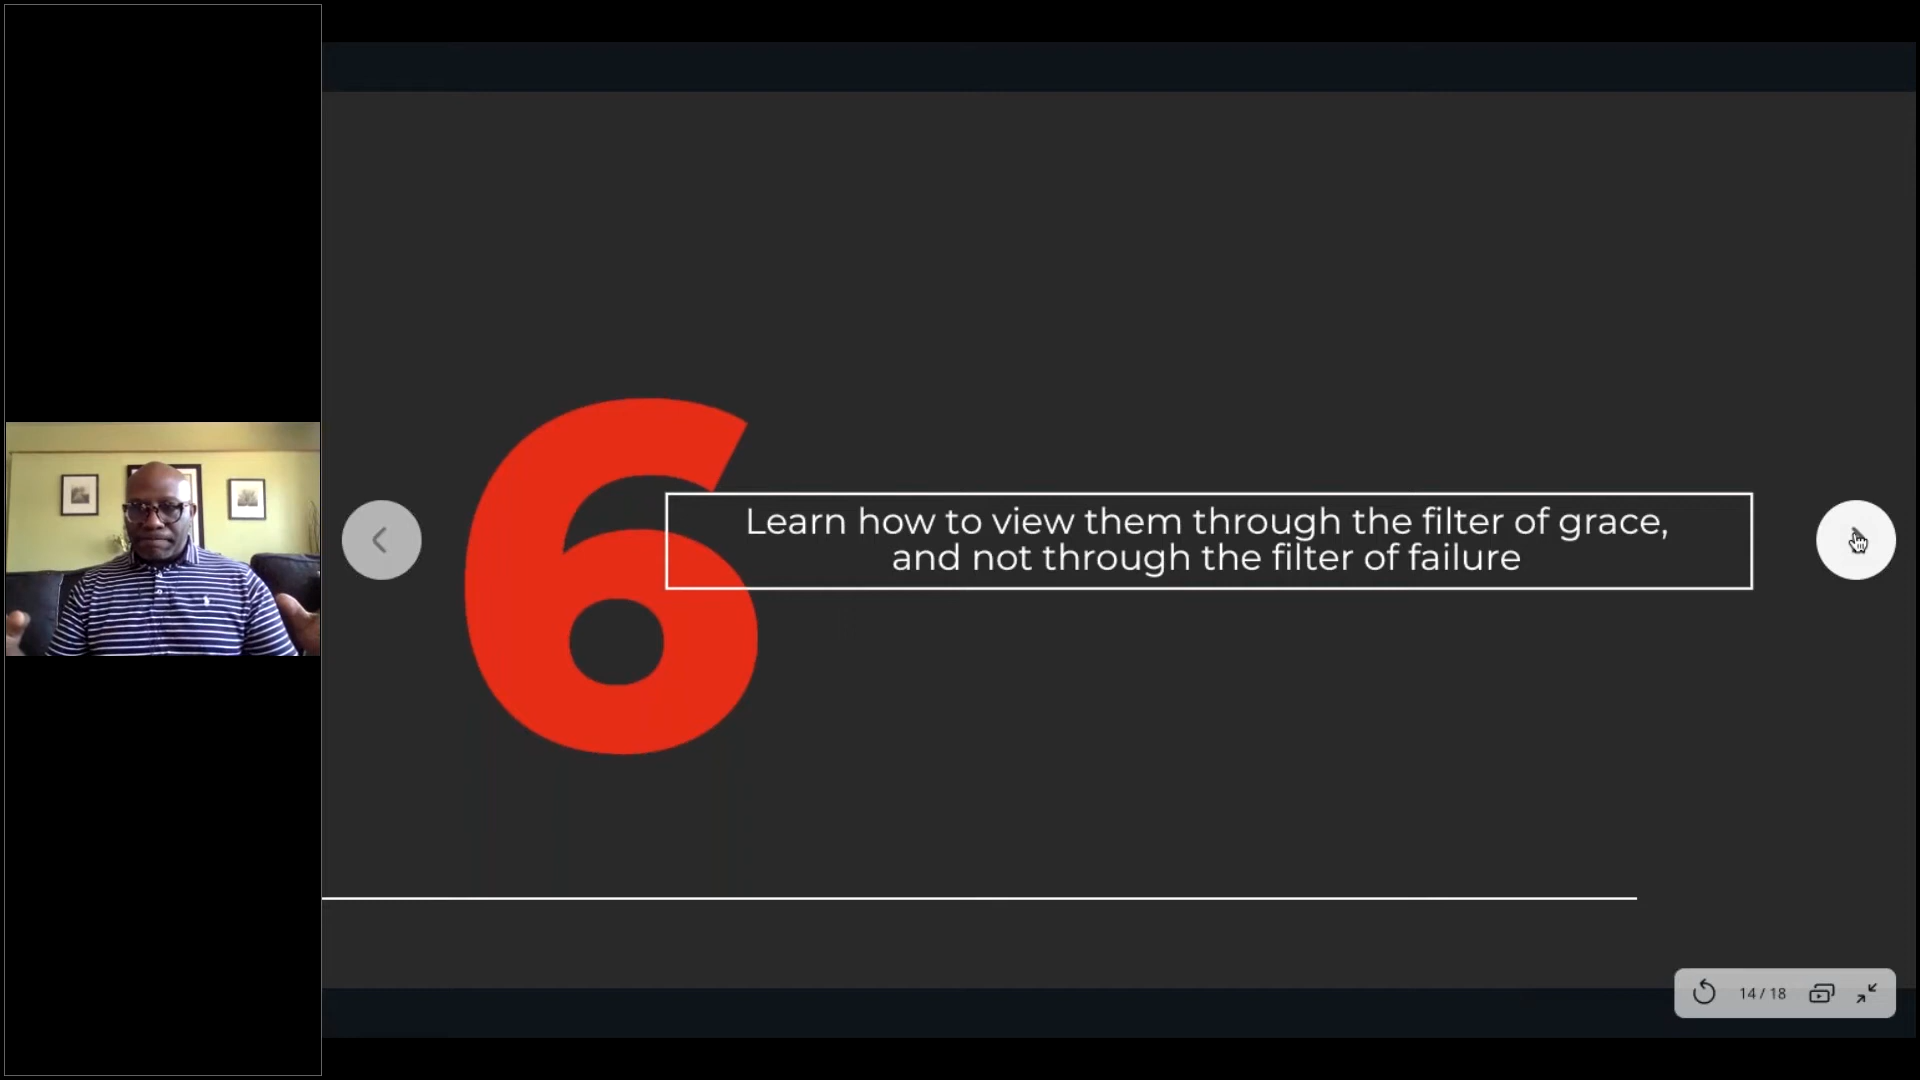 6
Learn how to view them through the filter of grace,
and not through the filter of failure
14 / 18